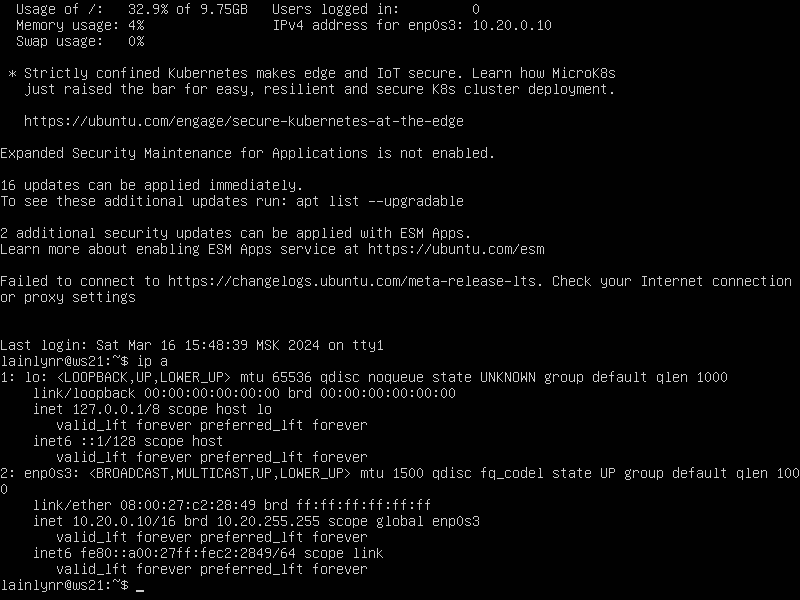 Usage of /:   32.9% of 9.75GB   Users logged in:         0
Memory usage: 4%                IPv4 address for enp0s3: 10.20.0.10
Swap usage:   0%
* Strictly confined Kubernetes makes edge and IoT secure. Learn how MicroK8s
just raised the bar for easy, resilient and secure K8s cluster deployment.
https://ubuntu.com/engage/secure-kubernetes-at-the-edge
Expanded Security Maintenance for Applications is not enabled.
16 updates can be applied immediately.
To see these additional updates run: apt list --upgradable
2 additional security updates can be applied with ESM Apps.
Learn more about enabling ESM Apps service at https://ubuntu.com/esm
Failed to connect to https://changelogs.ubuntu.com/meta-release-lts. Check your Internet connection
or proxy settings
Last login: Sat Mar 16 15:48:39 MSK 2024 on tty1
lainlynr@ws21:~$ ip a
1: lo: <LOOPBACK,UP,LOWER_UP> mtu 65536 qdisc noqueue state UNKNOWN group default qlen 1000
link/loopback 00:00:00:00:00:00 brd 00:00:00:00:00:00
inet 127.0.0.1/8 scope host lo
valid_lft forever preferred_lft forever
inet6 ::1/128 scope host
valid_lft forever preferred_lft forever
2: enp0s3: <BROADCAST,MULTICAST,UP,LOWER_UP> mtu 1500 qdisc fq_codel state UP group default qlen 100
0
link/ether 08:00:27:c2:28:49 brd ff:ff:ff:ff:ff:ff
inet 10.20.0.10/16 brd 10.20.255.255 scope global enp0s3
valid_lft forever preferred_lft forever
inet6 fe80::a00:27ff:fec2:2849/64 scope link
valid_lft forever preferred_lft forever
lainlynr@ws21:~$ _